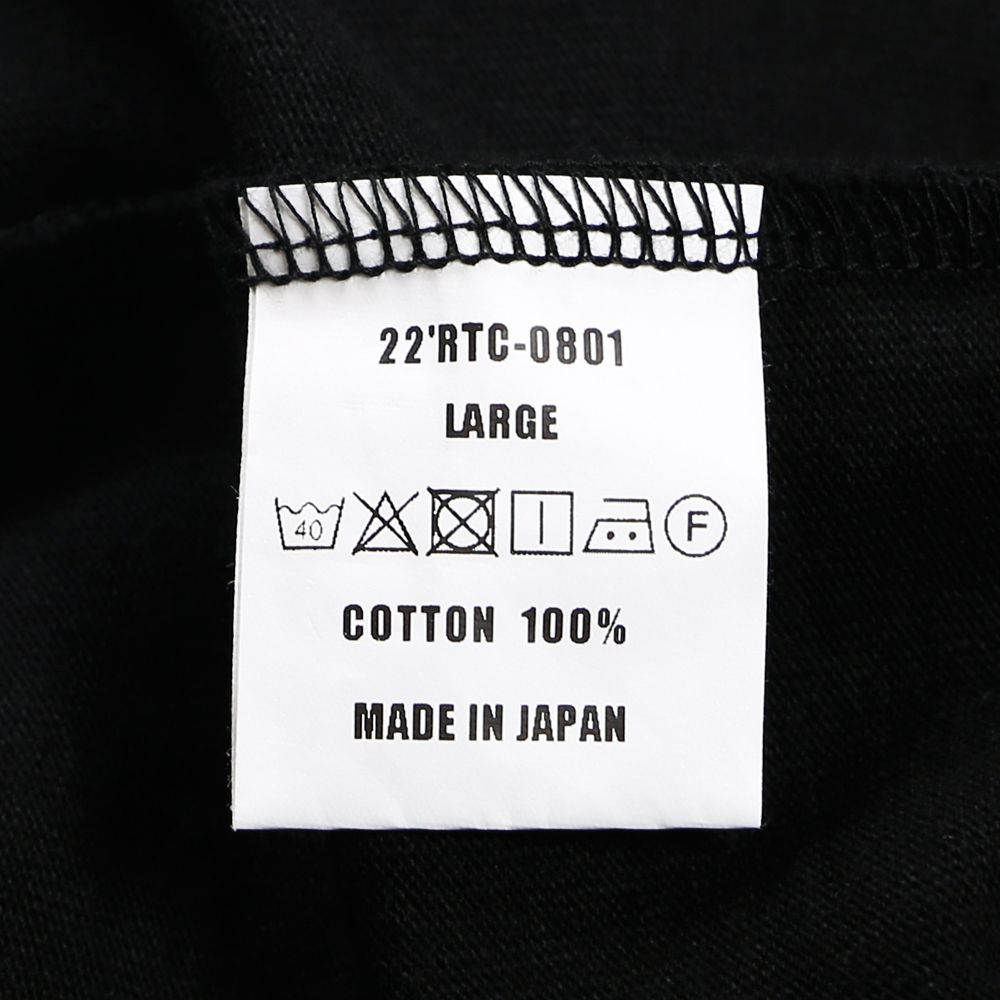 22'RTC-0801
LARGE
40 F
COTTON 100%
MADE IN JAPAN